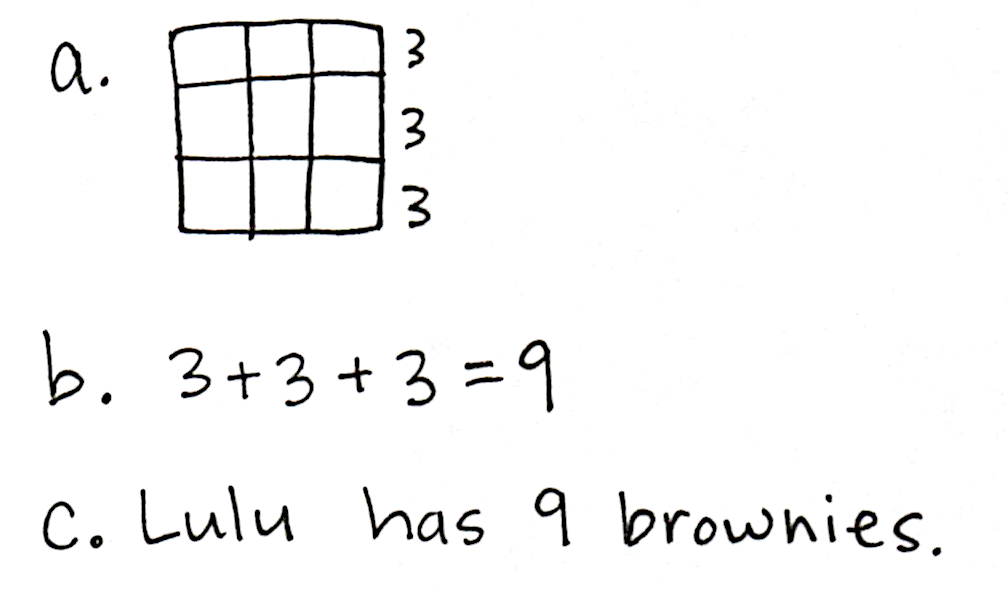 a. 3
3
3
b. 3+3+3=9
c. Lulu has 9 brownies.